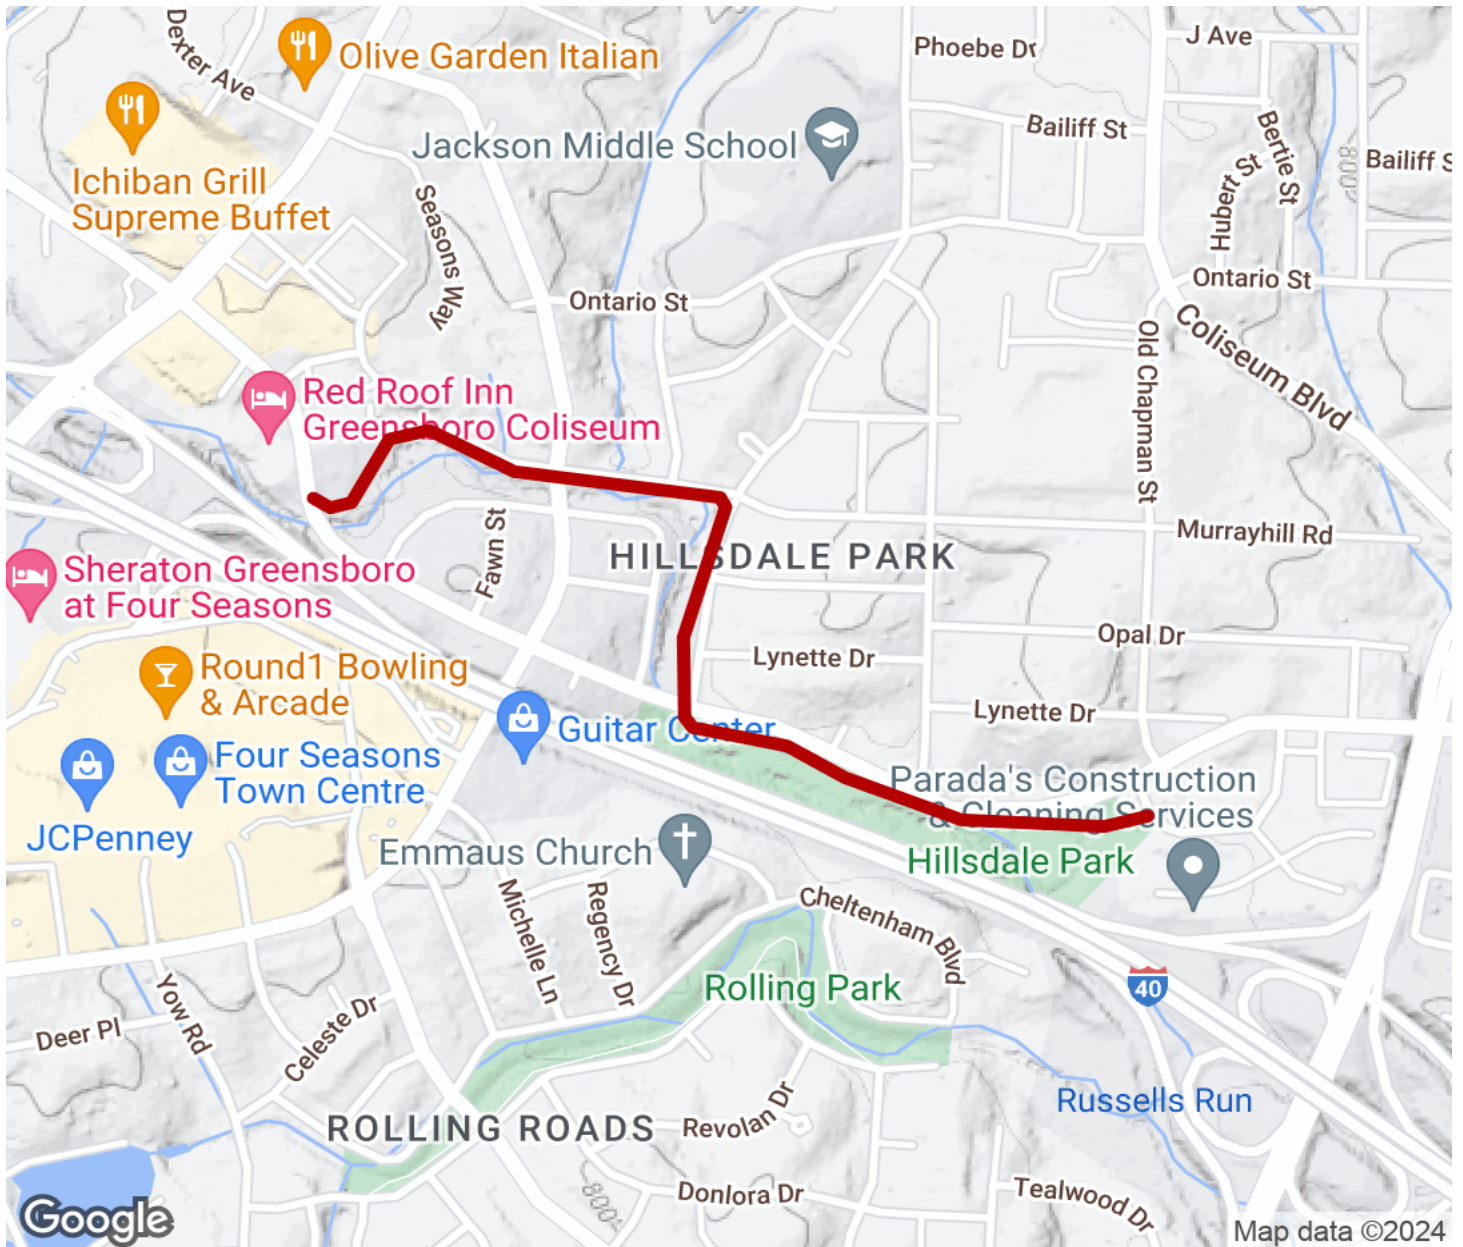 Dexter Ave
Olive Garden Italian
Phoebe Dr
J Ave
Ichiban Grill
Supreme Buffet
Jackson Middle School
Bailiff St
Bertie St
Hubert St
800'
Bailiff S
Seasons Way
Ontario St
Ontario St
Coliseum Blvd
Old Chapman St
Red Roof Inn
Greensboro Coliseum
Fawn St
Murrayhill Rd
HILLSDALE PARK
Sheraton Greensboro
at Four Seasons
Opal Dr
Lynette Dr
Round1 Bowling
& Arcade
Lynette Dr
Guitar Center
Four Seasons
Town Centre
JCPenney
Parada's Construction
& Cleaning Services
Emmaus Church
Hillsdale Park
Michelle Ln
Regency Dr
Cheltenham Blvd
Rolling Park
40
Yow Rd
Deer Pl
Celeste Dr
Russells Run
ROLLING ROADS
Revolan Dr
800'
Donlora Dr
Tealwood Dr
Google
Map data ©2024